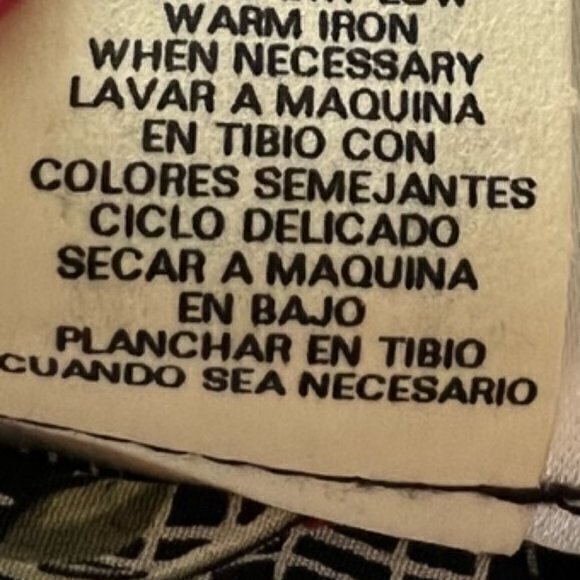 LOW
WARM IRON
WHEN NECESSARY
LAVAR A MAQUINA
EN TIBIO CON
COLORES SEMEJANTES
CICLO DELICADO
SECAR A MAQUINA
EN BAJO
PLANCHAR EN TIBIO
CUANDO SEA NECESARIO